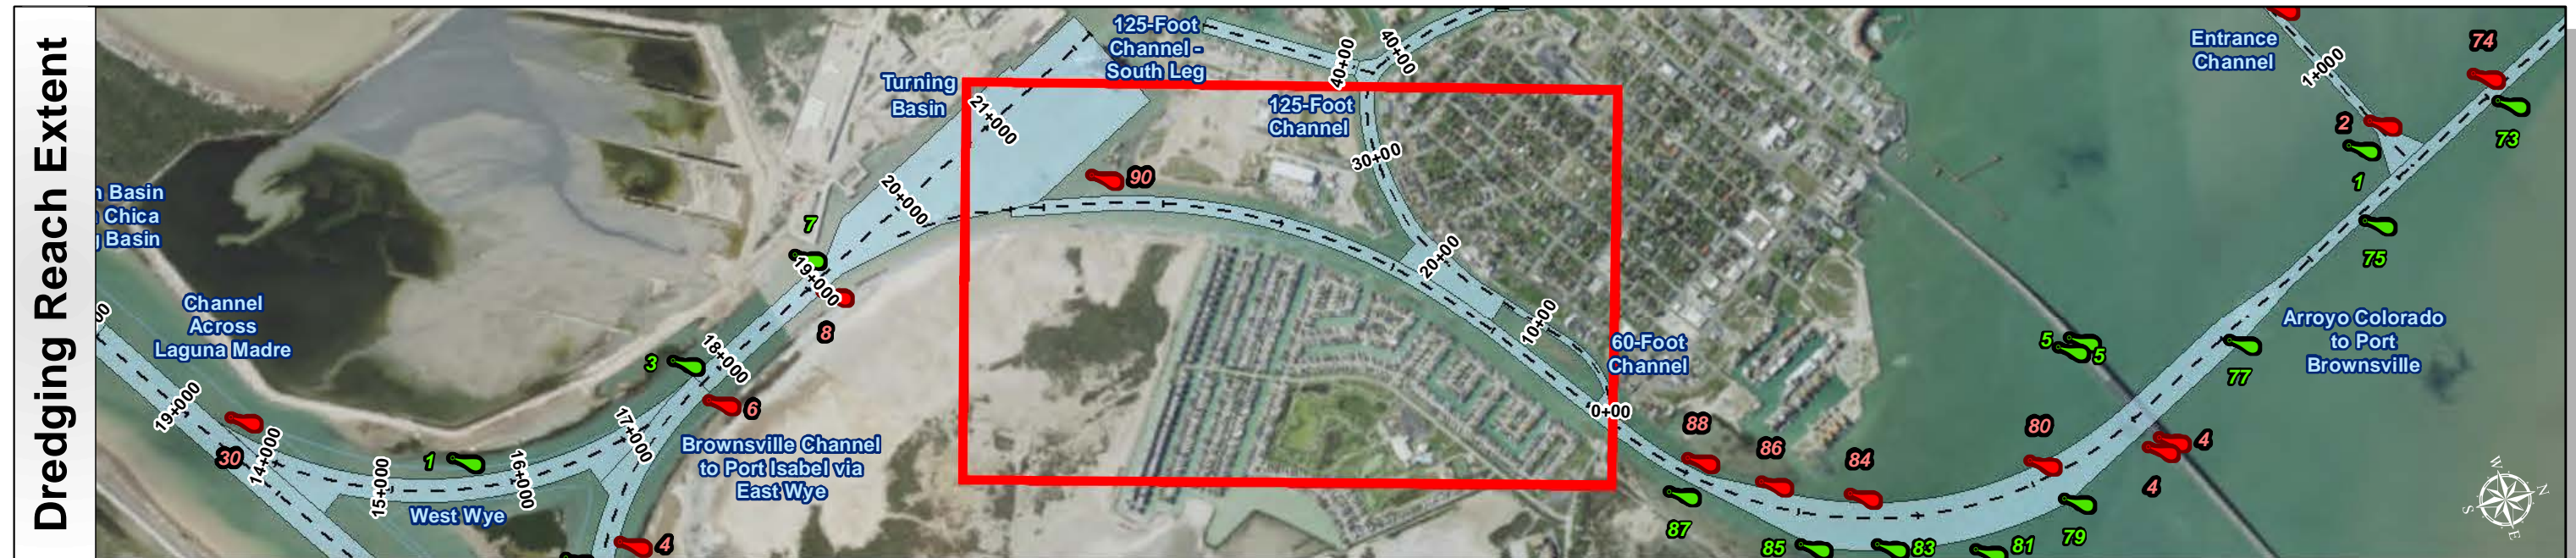 Dredging Reach Extent
n Basin
Chica
Basin
Channel
Across
Laguna Madre
00
19+000
30
14+000
15+000
1
16+000
West Wye
17+000
4
3
18+000
6
Brownsville Channel
to Port Isabel via
East Wye
7
19+000
8
20+000
Turning
Basin
21+000
125-Foot
Channel -
South Leg
90
40+00
40+00
125-Foot
Channel
30+00
20+00
10+00
60-Foot
Channel
0+00
88
86
84
80
87
85
83
81
79
4
4
5
5
77
75
Arroyo Colorado
to Port
Brownsville
Entrance
Channel
1+000
2
1
74
73
W
N
S
E